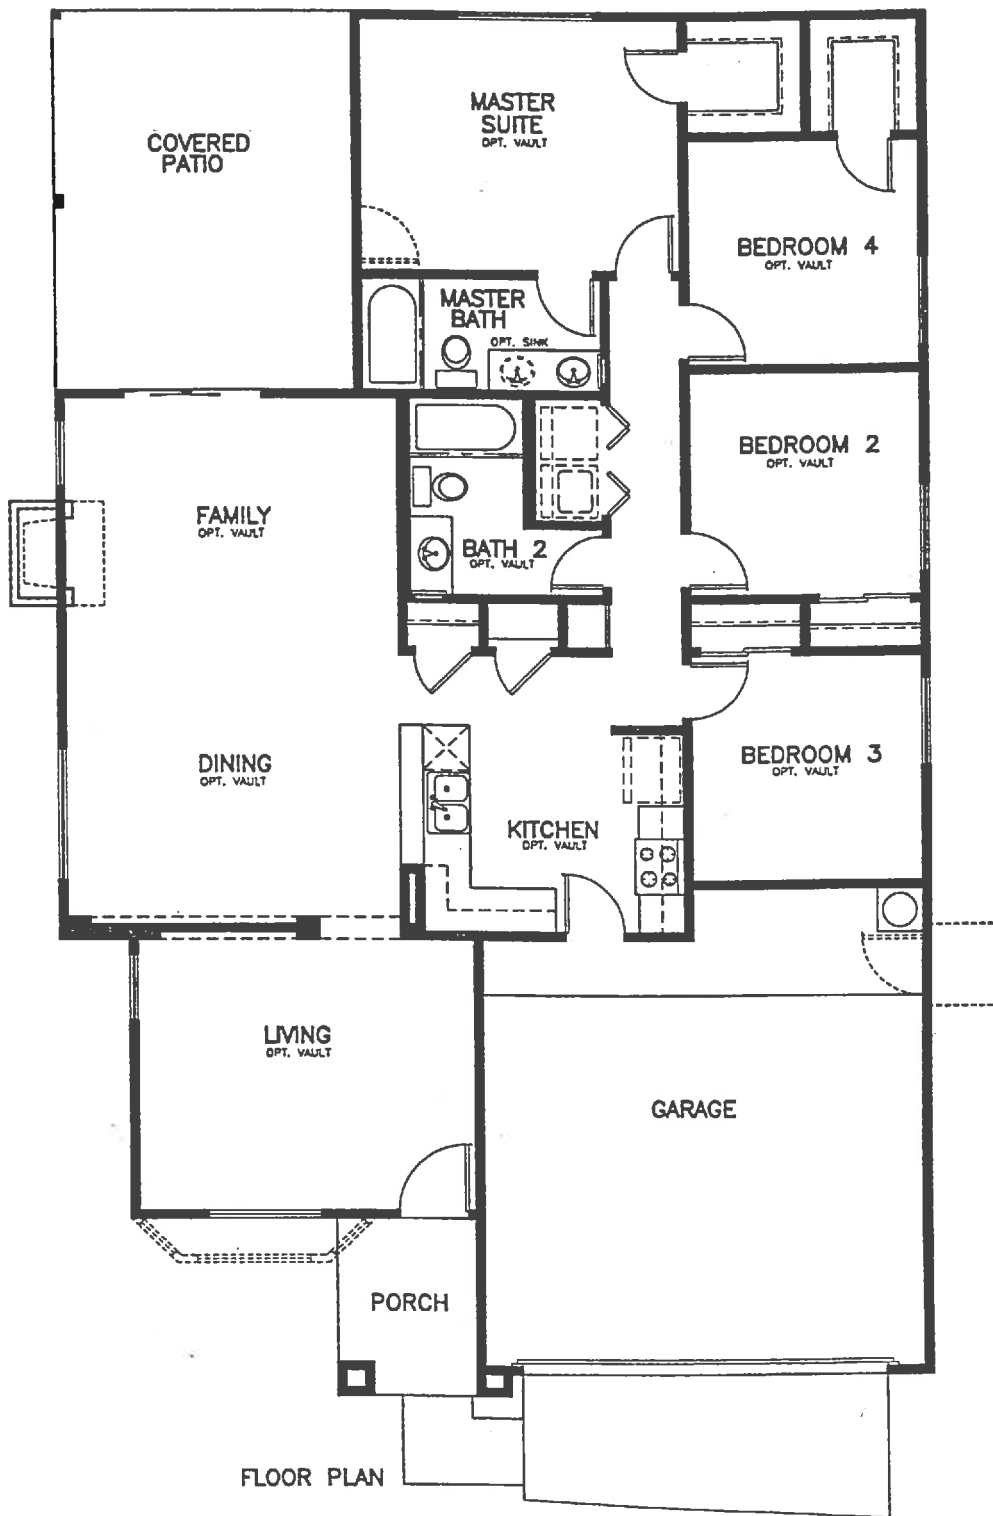 MASTER
SUITE
OPT. VAULT
COVERED
PATIO
BEDROOM 4
OPT. VAULT
MASTER
BATH
OPT. SINK
BEDROOM 2
OPT. VAULT
FAMILY
OPT. VAULT
BATH 2
OPT. VAULT
DINING
OPT. VAULT
BEDROOM 3
OPT. VAULT
KITCHEN
OPT. VAULT
LIVING
OPT. VAULT
GARAGE
PORCH
FLOOR PLAN